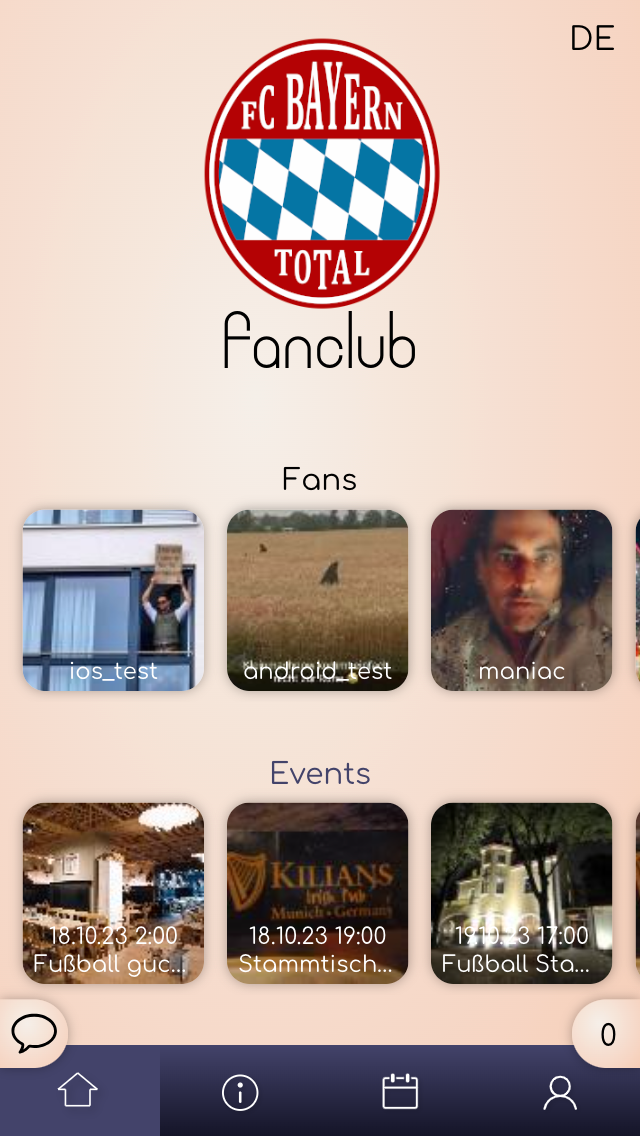 DE
FC BAYERN
TOTAL
fanclub
Fans
ios_test
android_test
maniac
Events
KILIANS
Irish Pub
Munich · Germany
18.10.23 2:00
Fußball guc...
18.10.23 19:00
Stammtisch...
19.10.23 17:00
Fußball Sta...
0